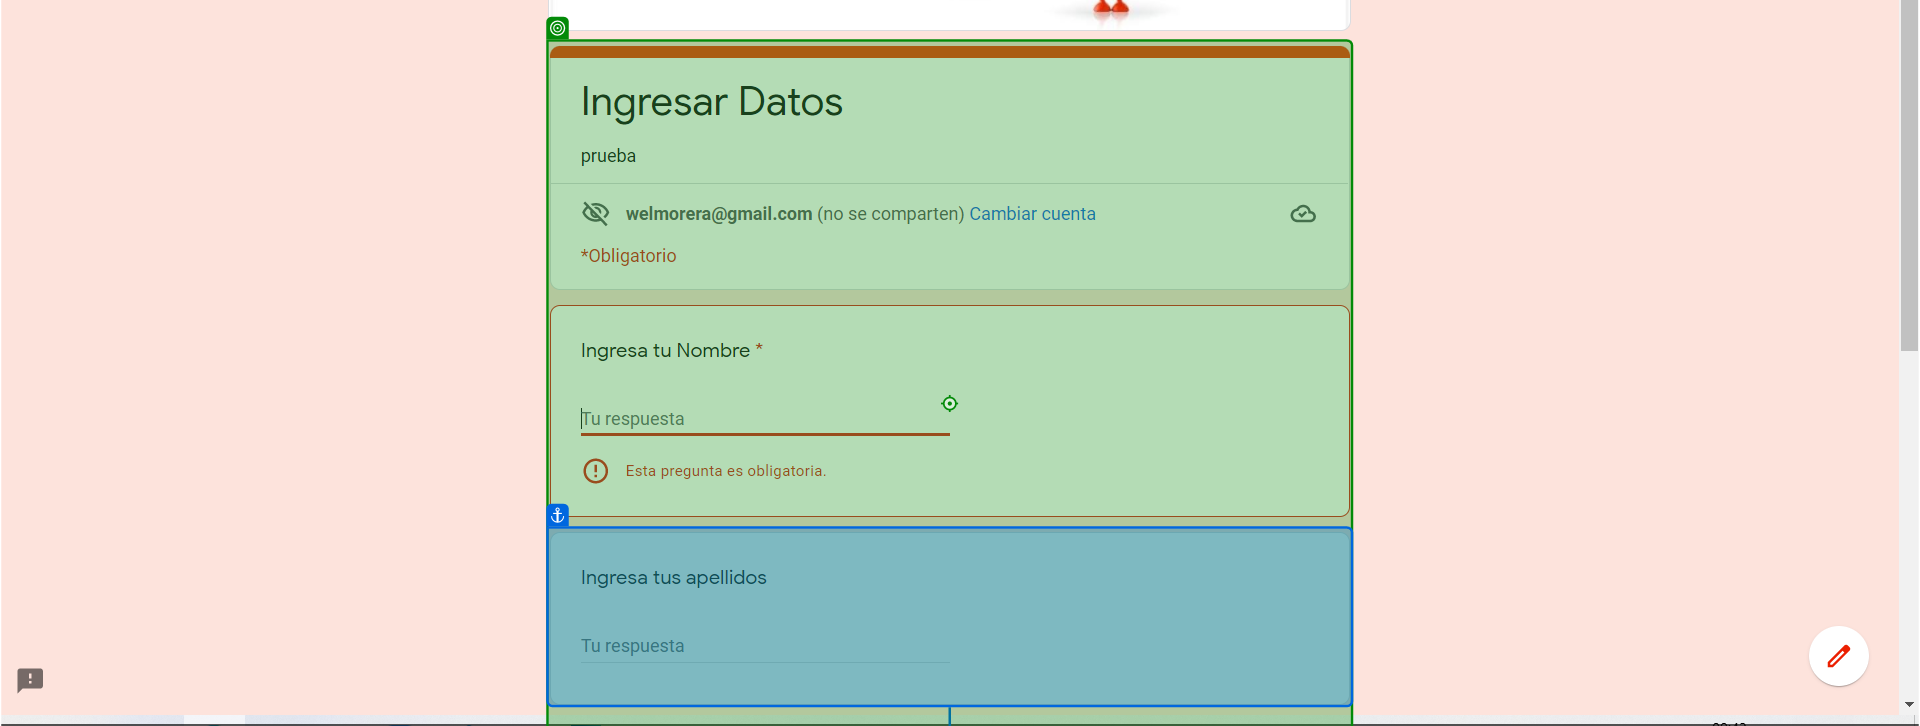 Ingresar Datos
prueba
welmorera@gmail.com (no se comparten) Cambiar cuenta
*Obligatorio
Ingresa tu Nombre *
Tu respuesta
Esta pregunta es obligatoria.
Ingresa tus apellidos
Tu respuesta